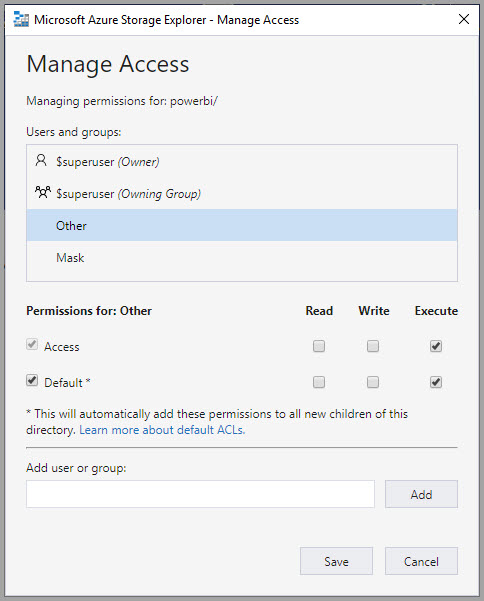 Microsoft Azure Storage Explorer - Manage Access
Manage Access
Managing permissions for: powerbi/
Users and groups:
$superuser (Owner)
$superuser (Owning Group)
Other
Mask
Permissions for: Other Read Write Execute
Access
Default *
* This will automatically add these permissions to all new children of this
directory. Learn more about default ACLs.
Add user or group:
Add
Save Cancel